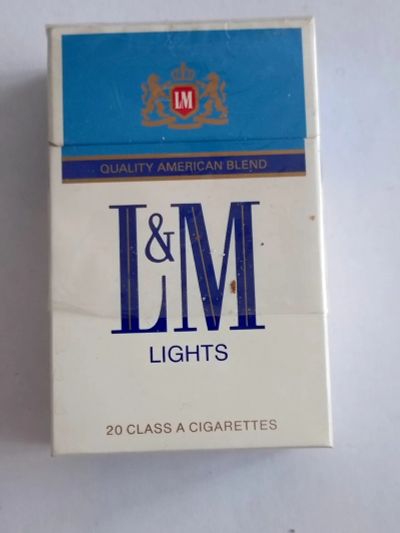 LM
QUALITY AMERICAN BLEND
L&M
LIGHTS
20 CLASS A CIGARETTES